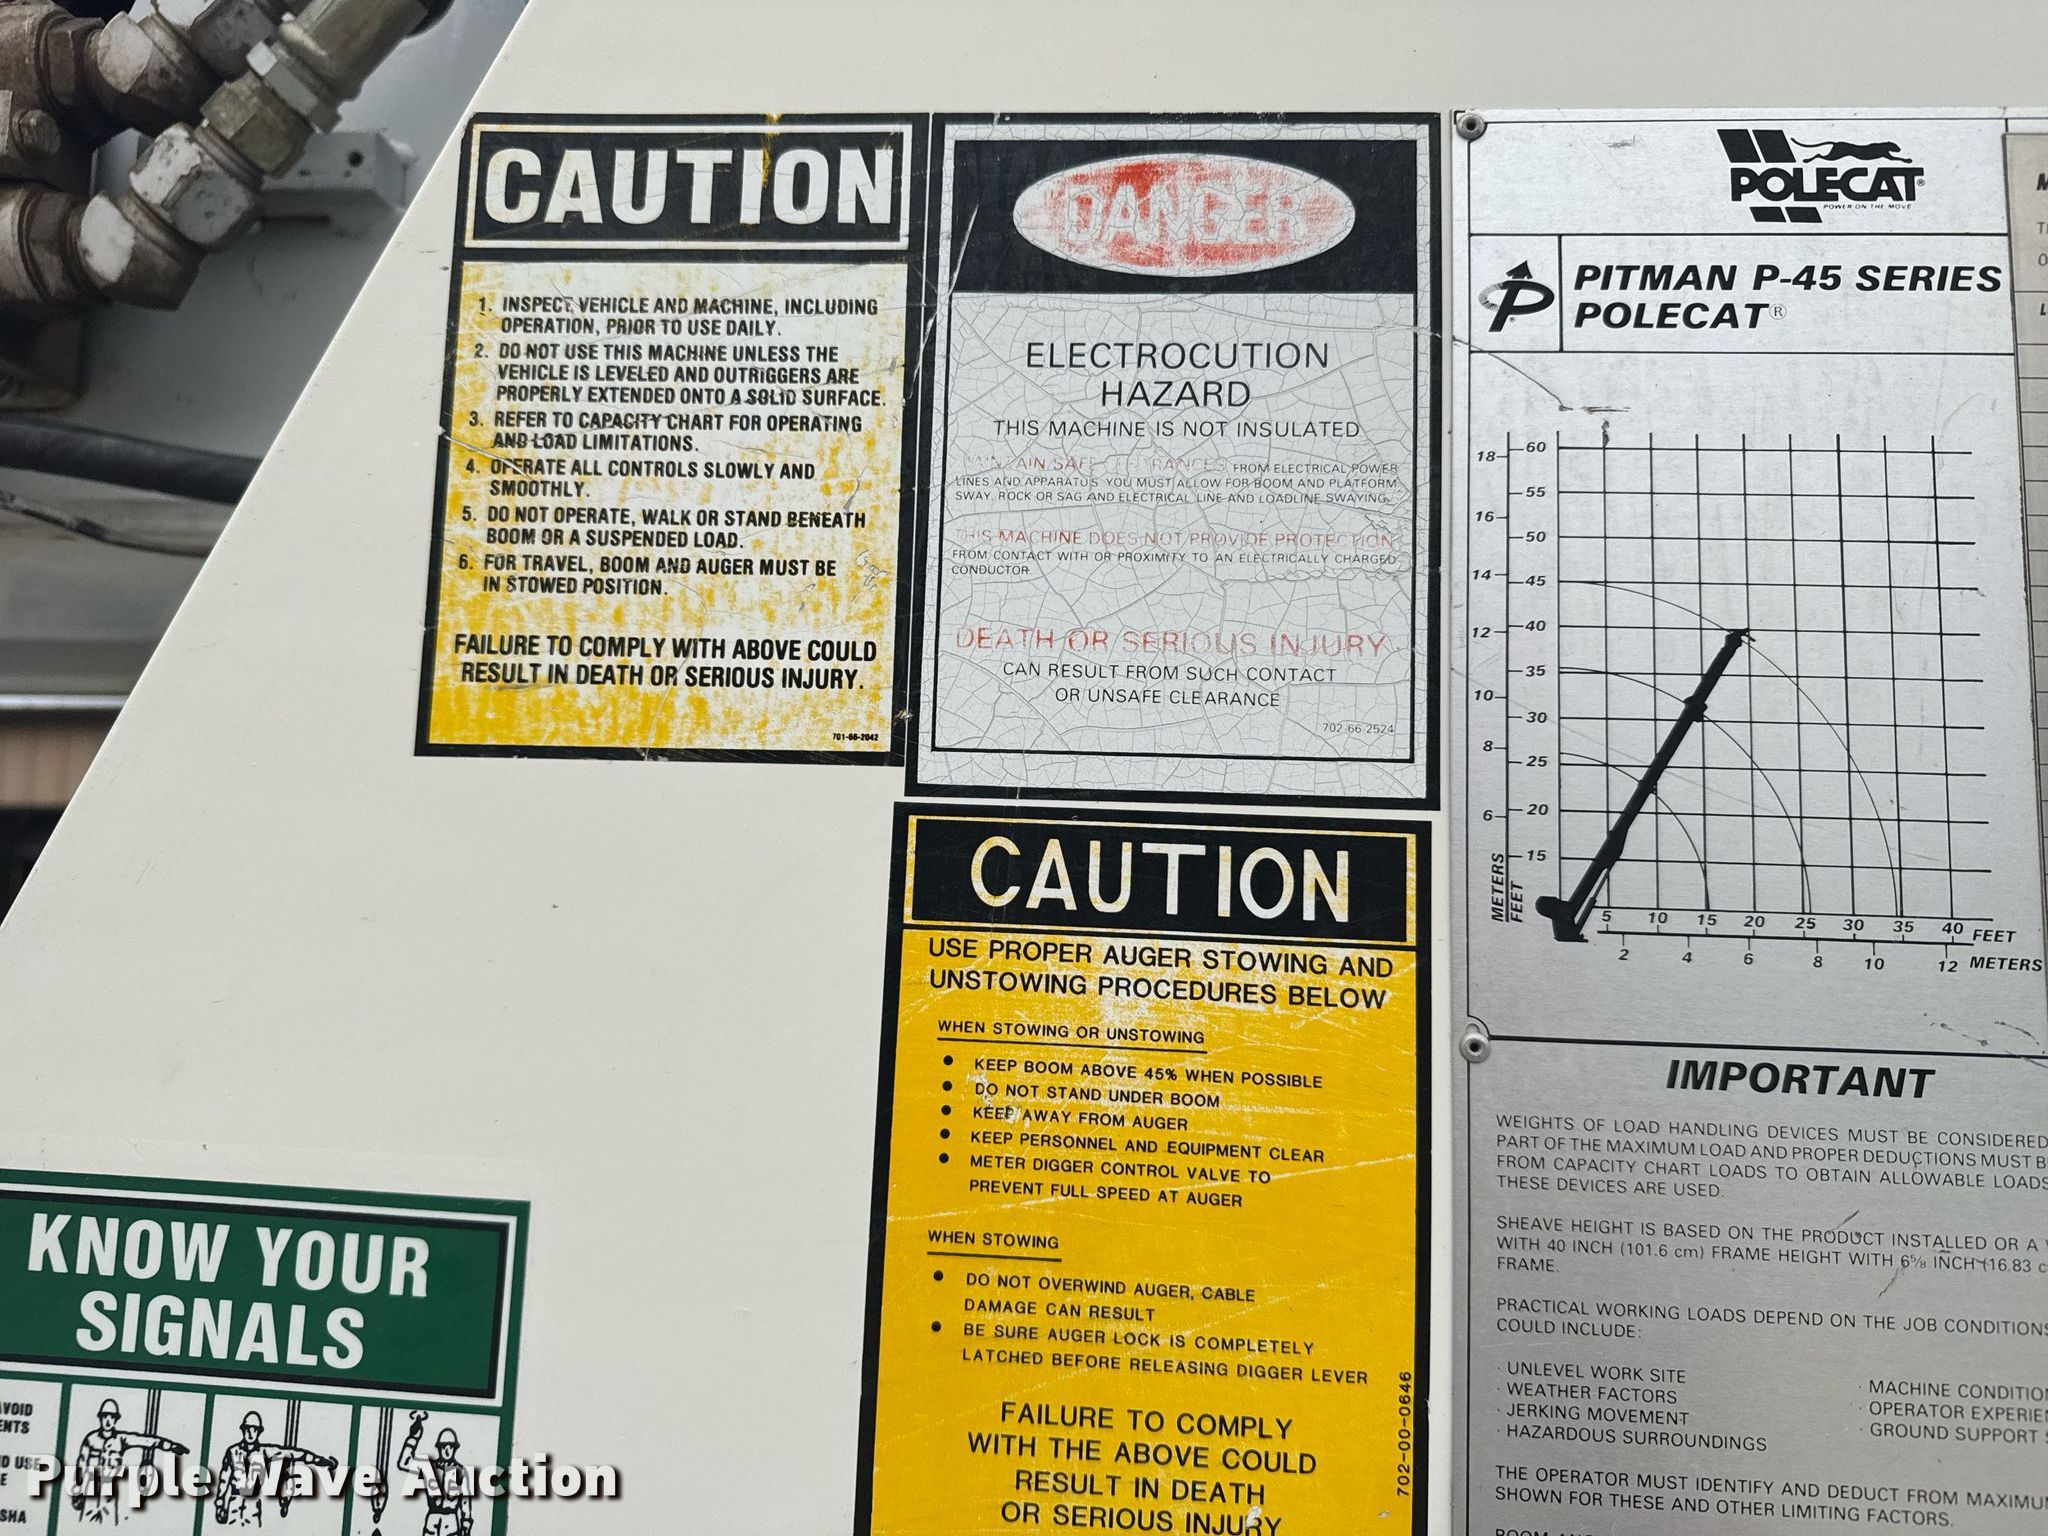 CAUTION
1. INSPECT VEHICLE AND MACHINE, INCLUDING
OPERATION, PRIOR TO USE DAILY.
2. DO NOT USE THIS MACHINE UNLESS THE
VEHICLE IS LEVELED AND OUTRIGGERS ARE
PROPERLY EXTENDED ONTO A SOLID SURFACE.
3. REFER TO CAPACITY CHART FOR OPERATING
AND LOAD LIMITATIONS.
4. OPERATE ALL CONTROLS SLOWLY AND
SMOOTHLY.
5. DO NOT OPERATE, WALK OR STAND BENEATH
BOOM OR A SUSPENDED LOAD.
6. FOR TRAVEL, BOOM AND AUGER MUST BE
IN STOWED POSITION.
FAILURE TO COMPLY WITH ABOVE COULD
RESULT IN DEATH OR SERIOUS INJURY.
701-66-2042
DANGER
ELECTROCUTION
HAZARD
THIS MACHINE IS NOT INSULATED
MAINTAIN SAFE CLEARANCES FROM ELECTRICAL POWER
LINES AND APPARATUS YOU MUST ALLOW FOR BOOM AND PLATFORM
SWAY, ROCK OR SAG AND ELECTRICAL LINE AND LOADLINE SWAYING.
THIS MACHINE DOES NOT PROVIDE PROTECTION
FROM CONTACT WITH OR PROXIMITY TO AN ELECTRICALLY CHARGED
CONDUCTOR
DEATH OR SERIOUS INJURY
CAN RESULT FROM SUCH CONTACT
OR UNSAFE CLEARANCE
702 66 2524
CAUTION
USE PROPER AUGER STOWING AND
UNSTOWING PROCEDURES BELOW
WHEN STOWING OR UNSTOWING
• KEEP BOOM ABOVE 45% WHEN POSSIBLE
• DO NOT STAND UNDER BOOM
• KEEP AWAY FROM AUGER
• KEEP PERSONNEL AND EQUIPMENT CLEAR
• METER DIGGER CONTROL VALVE TO
PREVENT FULL SPEED AT AUGER
WHEN STOWING
• DO NOT OVERWIND AUGER, CABLE
DAMAGE CAN RESULT
• BE SURE AUGER LOCK IS COMPLETELY
LATCHED BEFORE RELEASING DIGGER LEVER
FAILURE TO COMPLY
WITH THE ABOVE COULD
RESULT IN DEATH
OR SERIOUS INJURY
702-00-0646
POLECAT®
POWER ON THE MOVE
PITMAN P-45 SERIES
POLECAT®
18 16 14 12 10 8 6
60 55 50 45 40 35 30 25 20 15
METERS
FEET
5 10 15 20 25 30 35 40 FEET
2 4 6 8 10 12 METERS
IMPORTANT
WEIGHTS OF LOAD HANDLING DEVICES MUST BE CONSIDERED
PART OF THE MAXIMUM LOAD AND PROPER DEDUCTIONS MUST B
FROM CAPACITY CHART LOADS TO OBTAIN ALLOWABLE LOADS
THESE DEVICES ARE USED.
SHEAVE HEIGHT IS BASED ON THE PRODUCT INSTALLED OR A
WITH 40 INCH (101.6 cm) FRAME HEIGHT WITH 6⅝ INCH (16.83 c
FRAME.
PRACTICAL WORKING LOADS DEPEND ON THE JOB CONDITIONS
COULD INCLUDE:
· UNLEVEL WORK SITE
· WEATHER FACTORS
· JERKING MOVEMENT
· HAZARDOUS SURROUNDINGS
· MACHINE CONDITIO
· OPERATOR EXPERIE
· GROUND SUPPORT
THE OPERATOR MUST IDENTIFY AND DEDUCT FROM MAXIMU
SHOWN FOR THESE AND OTHER LIMITING FACTORS.
KNOW YOUR
SIGNALS
Purple Wave Auction